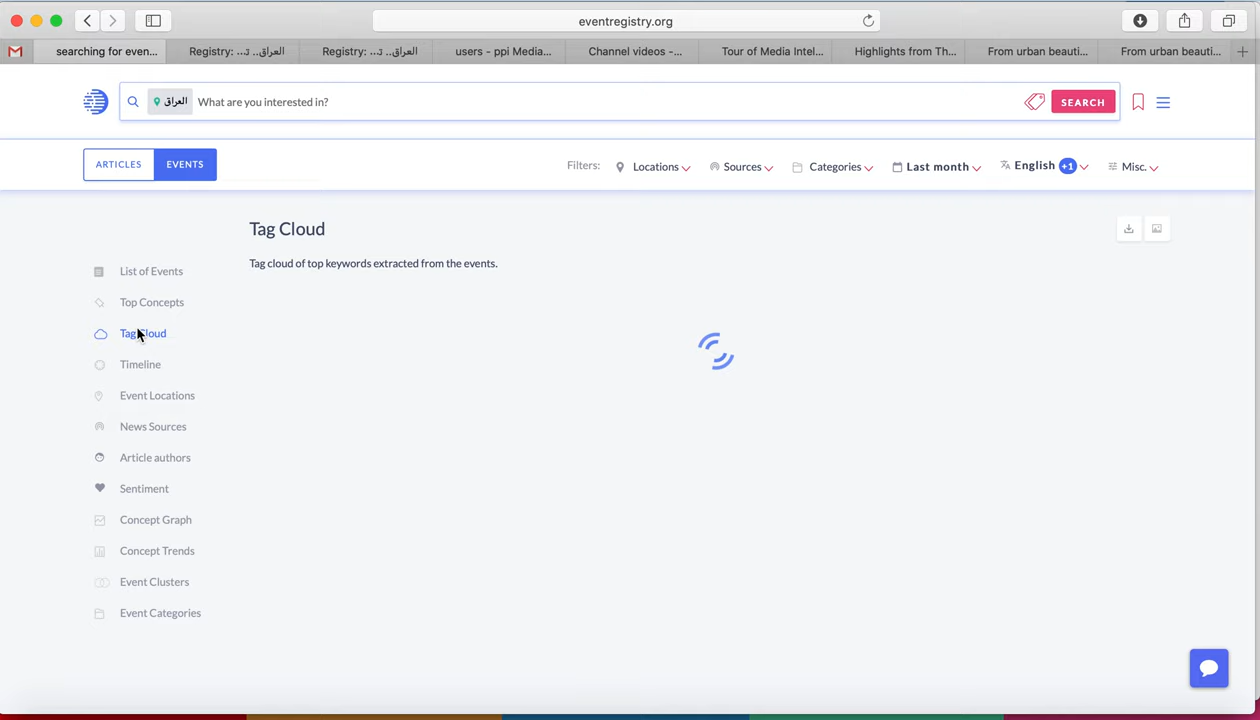 eventregistry.org
searching for even...
Registry: العراق.. تـ...
Registry: العراق.. تـ...
users - ppi Media...
Channel videos -...
Tour of Media Intel...
Highlights from Th...
From urban beauti...
From urban beauti...
العراق What are you interested in?
SEARCH
ARTICLES EVENTS
Filters: Locations Sources Categories Last month English +1 Misc.
Tag Cloud
Tag cloud of top keywords extracted from the events.
List of Events
Top Concepts
Tag Cloud
Timeline
Event Locations
News Sources
Article authors
Sentiment
Concept Graph
Concept Trends
Event Clusters
Event Categories